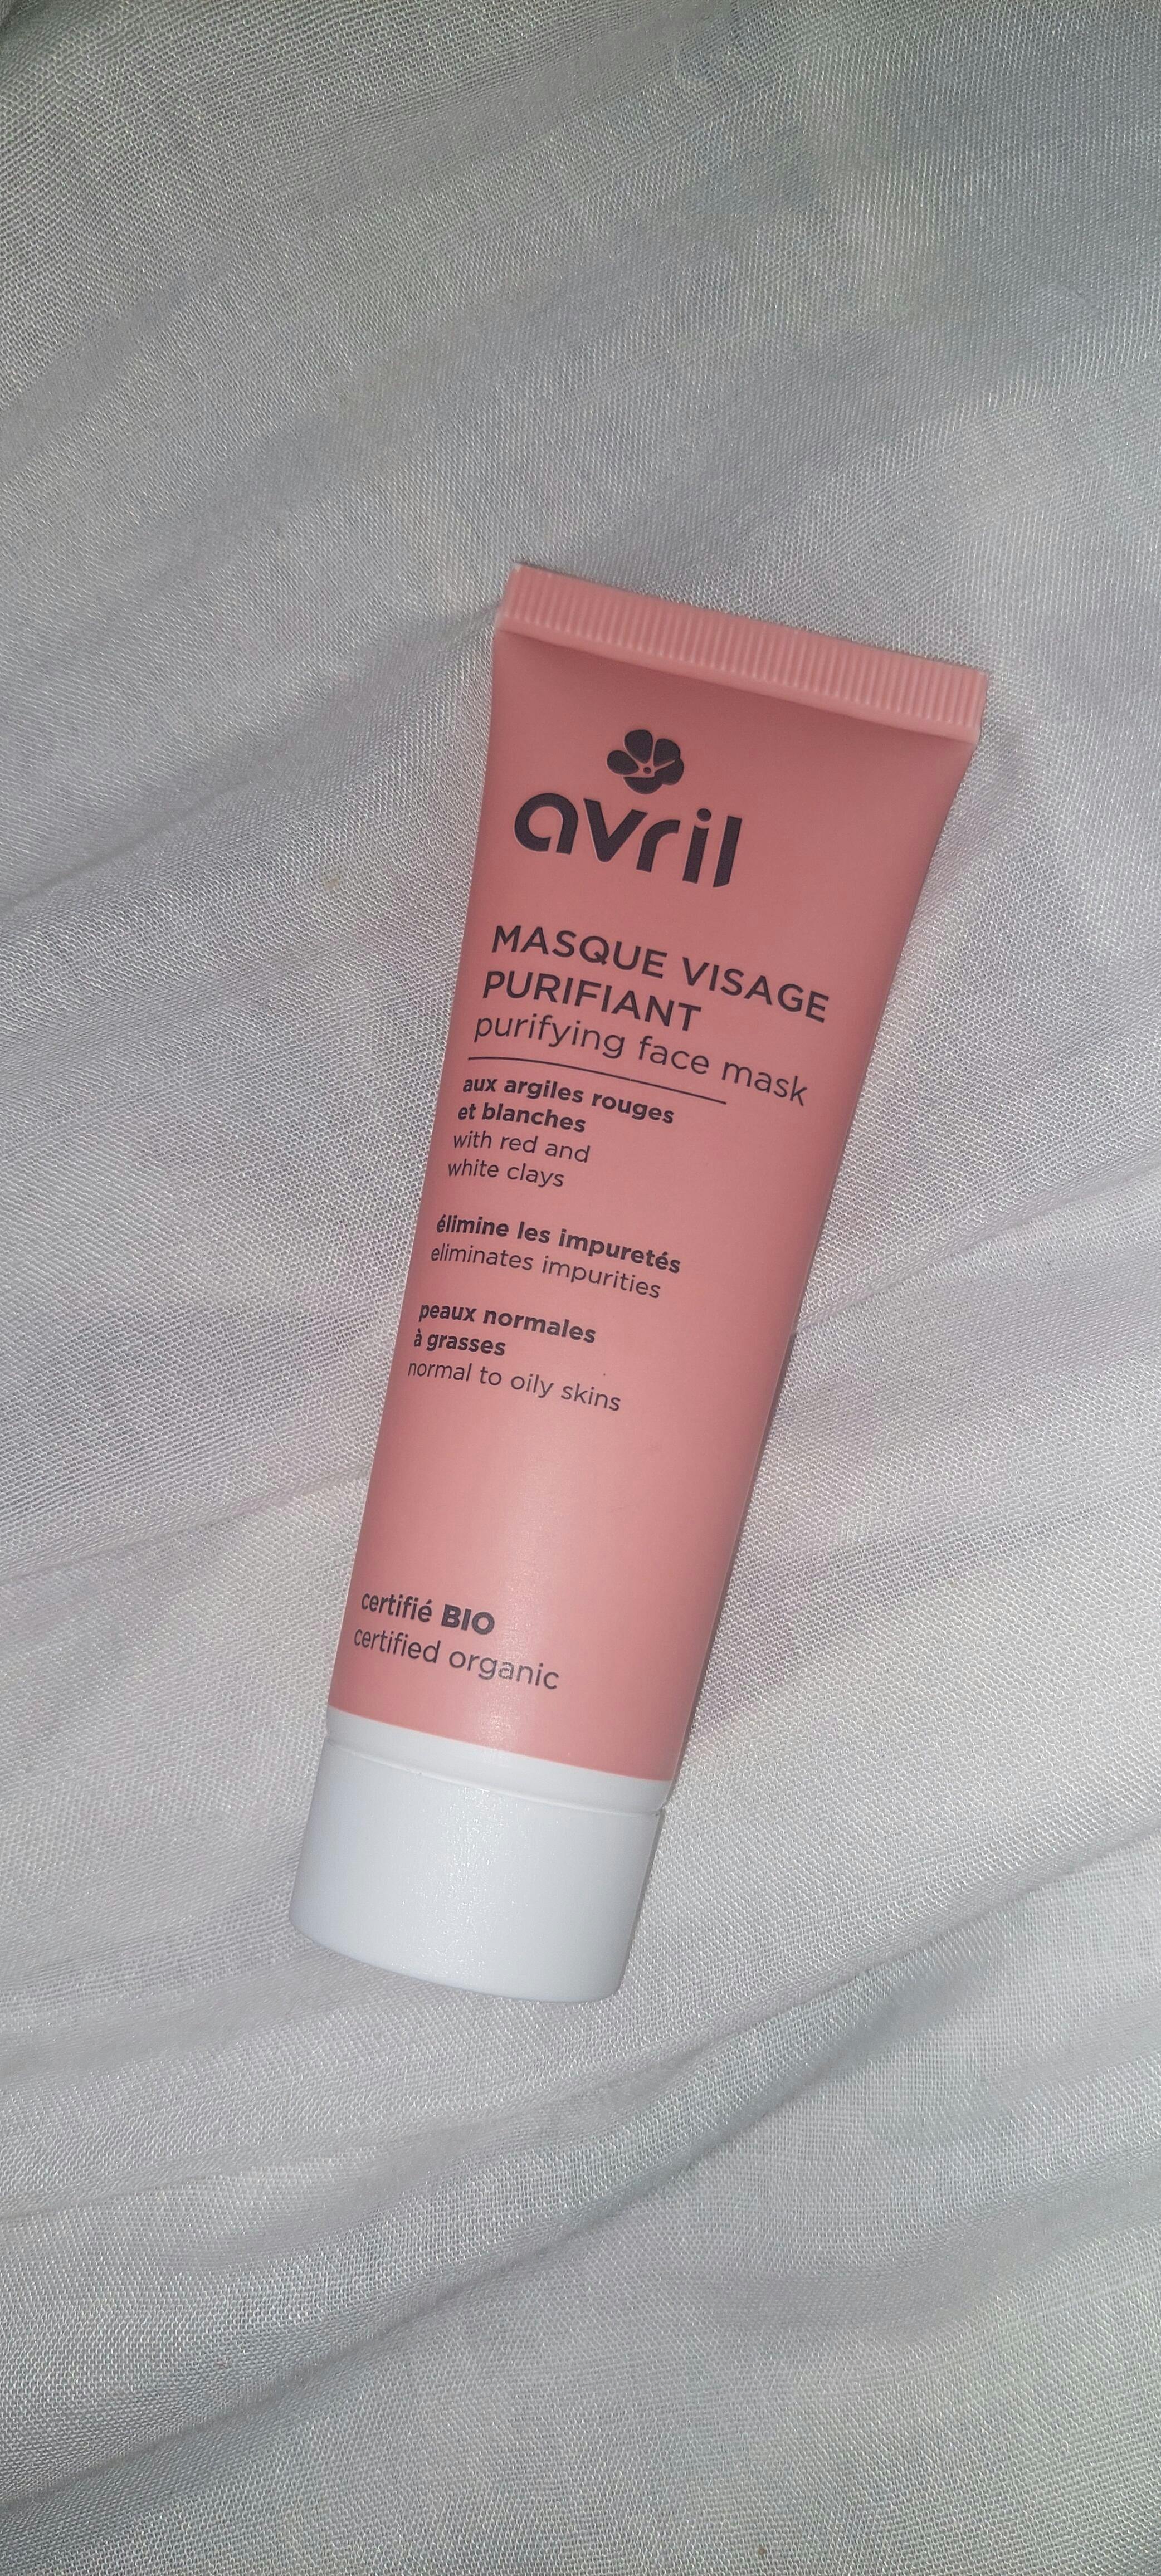 avril
MASQUE VISAGE
PURIFIANT
purifying face mask
aux argiles rouges
et blanches
with red and
white clays
élimine les impuretés
eliminates impurities
peaux normales
à grasses
normal to oily skins
certifié BIO
certified organic